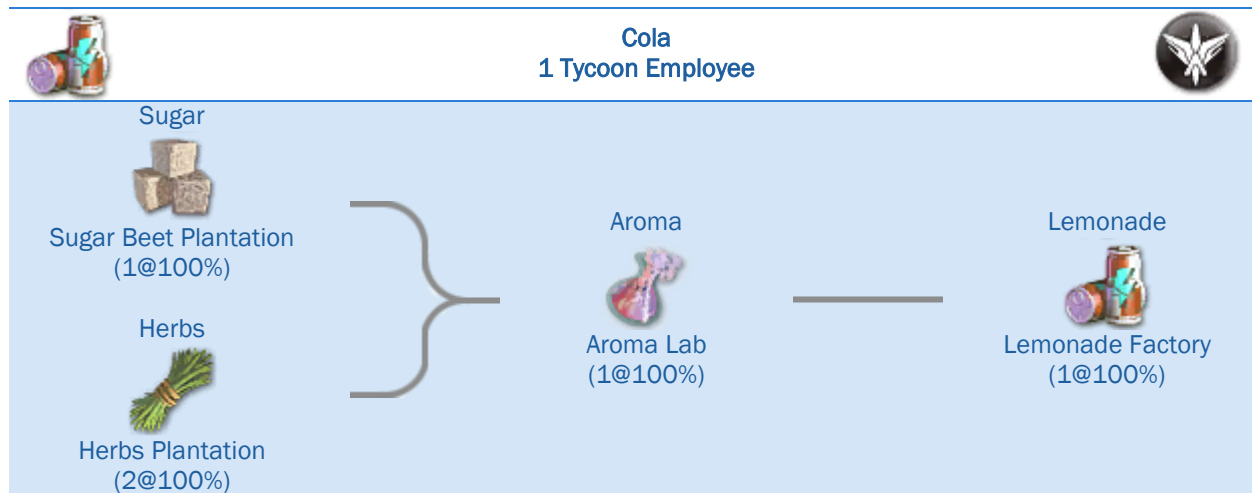 Cola
1 Tycoon Employee
Sugar
Sugar Beet Plantation
(1@100%)
Herbs
Herbs Plantation
(2@100%)
Aroma
Aroma Lab
(1@100%)
Lemonade
Lemonade Factory
(1@100%)